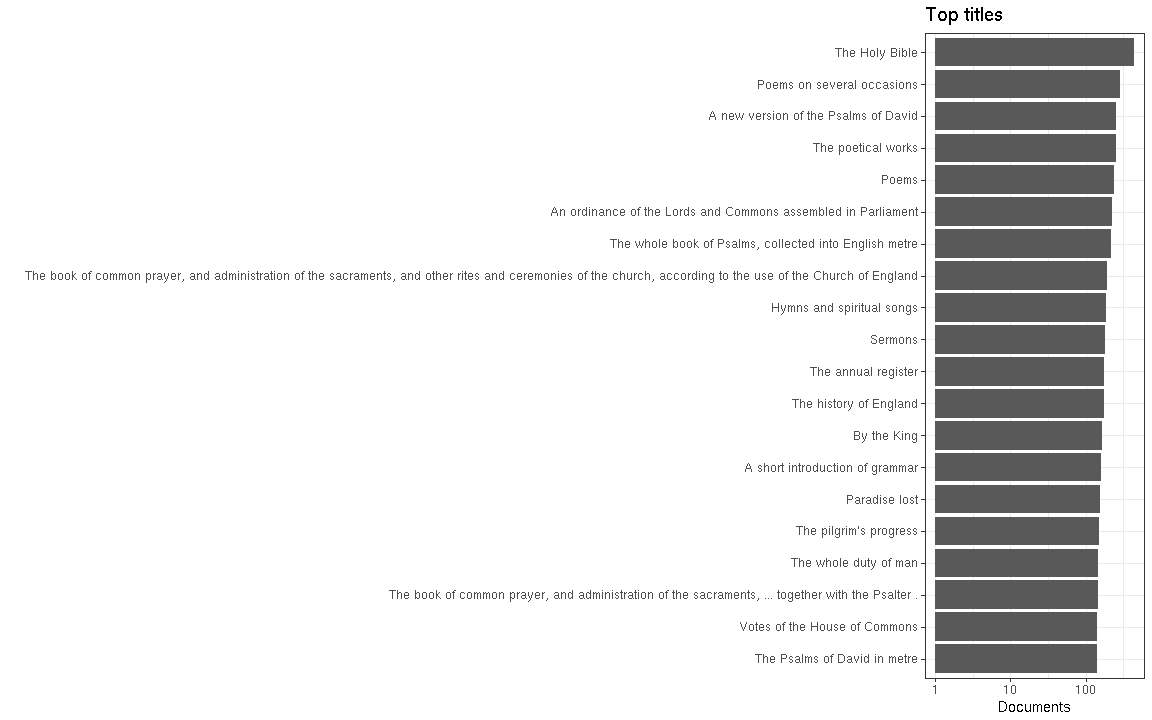 Top titles
The Holy Bible
Poems on several occasions
A new version of the Psalms of David
The poetical works
Poems
An ordinance of the Lords and Commons assembled in Parliament
The whole book of Psalms, collected into English metre
The book of common prayer, and administration of the sacraments, and other rites and ceremonies of the church, according to the use of the Church of England
Hymns and spiritual songs
Sermons
The annual register
The history of England
By the King
A short introduction of grammar
Paradise lost
The pilgrim's progress
The whole duty of man
The book of common prayer, and administration of the sacraments, ... together with the Psalter .
Votes of the House of Commons
The Psalms of David in metre
1 10 100
Documents